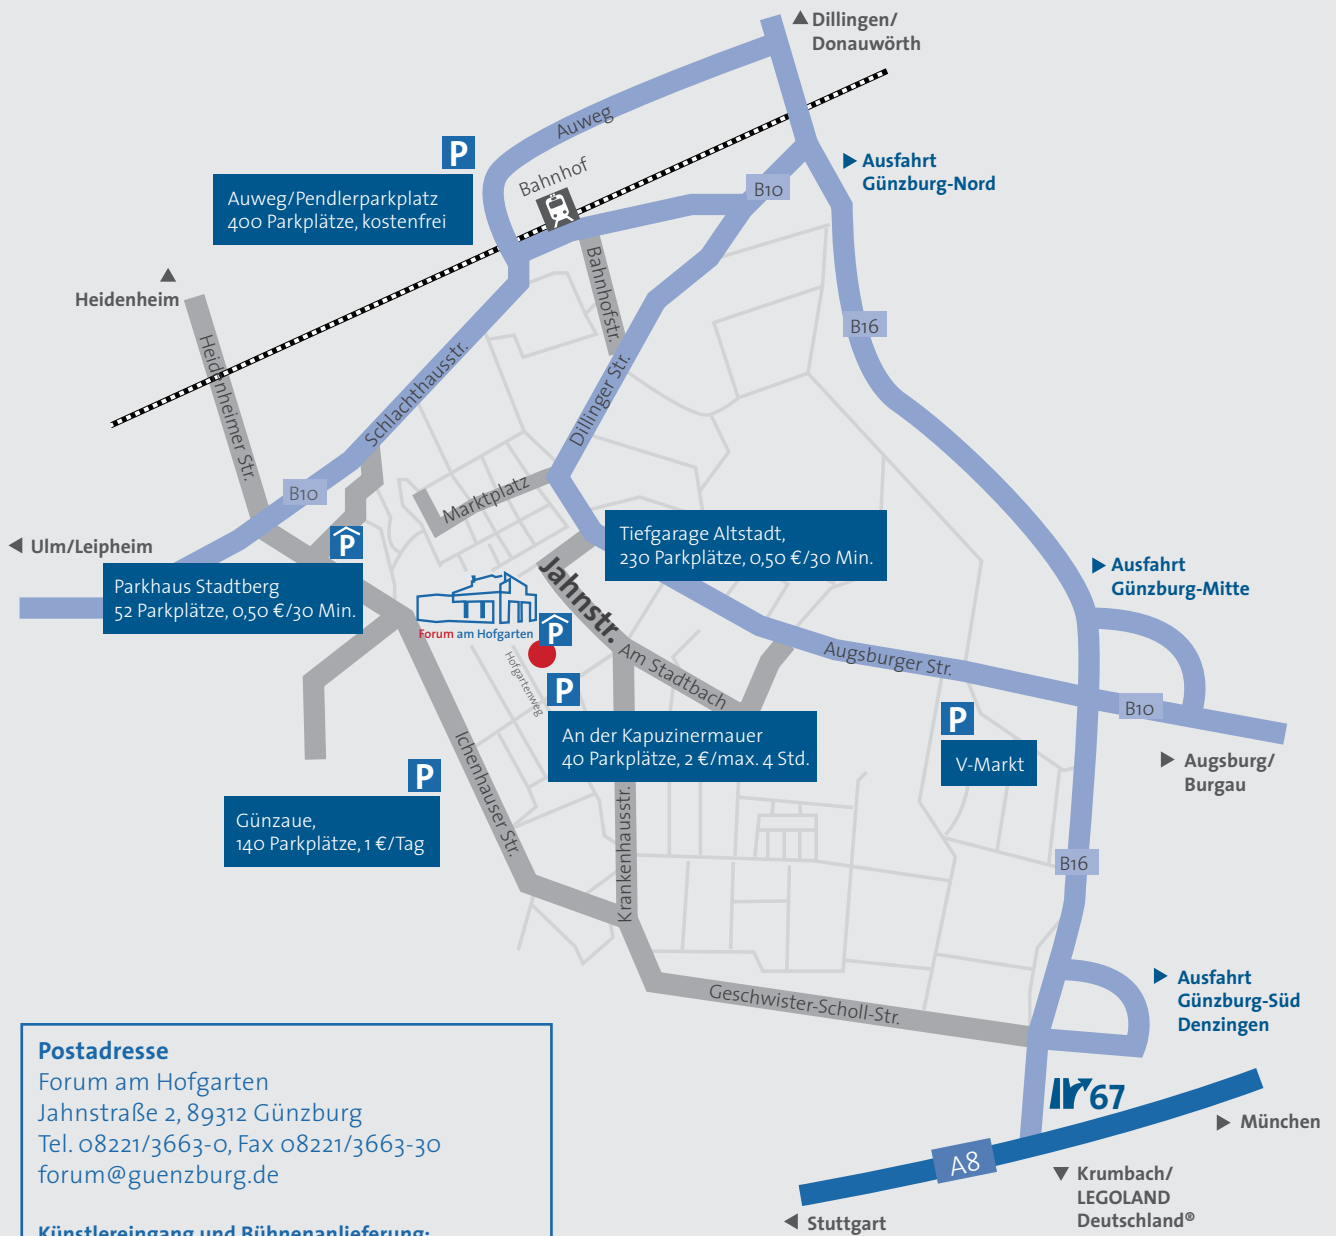 Dillingen/
Donauwörth
Auweg
P
Bahnhof
Ausfahrt
Günzburg-Nord
B10
Auweg/Pendlerparkplatz
400 Parkplätze, kostenfrei
Bahnhofstr.
Heidenheim
B16
Heidenheimer Str.
Schlachthausstr.
Dillinger Str.
B10
Marktplatz
P
Ulm/Leipheim
Tiefgarage Altstadt,
230 Parkplätze, 0,50 €/30 Min.
Parkhaus Stadtberg
52 Parkplätze, 0,50 €/30 Min.
Jahnstr.
Ausfahrt
Günzburg-Mitte
Forum am Hofgarten
P
Hofgartenweg
P
Am Stadtbach
Augsburger Str.
B10
P
An der Kapuzinermauer
40 Parkplätze, 2 €/max. 4 Std.
V-Markt
Augsburg/
Burgau
P
Ichenhauser Str.
Günzaue,
140 Parkplätze, 1 €/Tag
Krankenhausstr.
B16
Geschwister-Scholl-Str.
Ausfahrt
Günzburg-Süd
Denzingen
67
München
A8
Krumbach/
LEGOLAND
Deutschland®
Stuttgart
Postadresse
Forum am Hofgarten
Jahnstraße 2, 89312 Günzburg
Tel. 08221/3663-0, Fax 08221/3663-30
forum@guenzburg.de
Künstlereingang und Bühnenanlieferung: